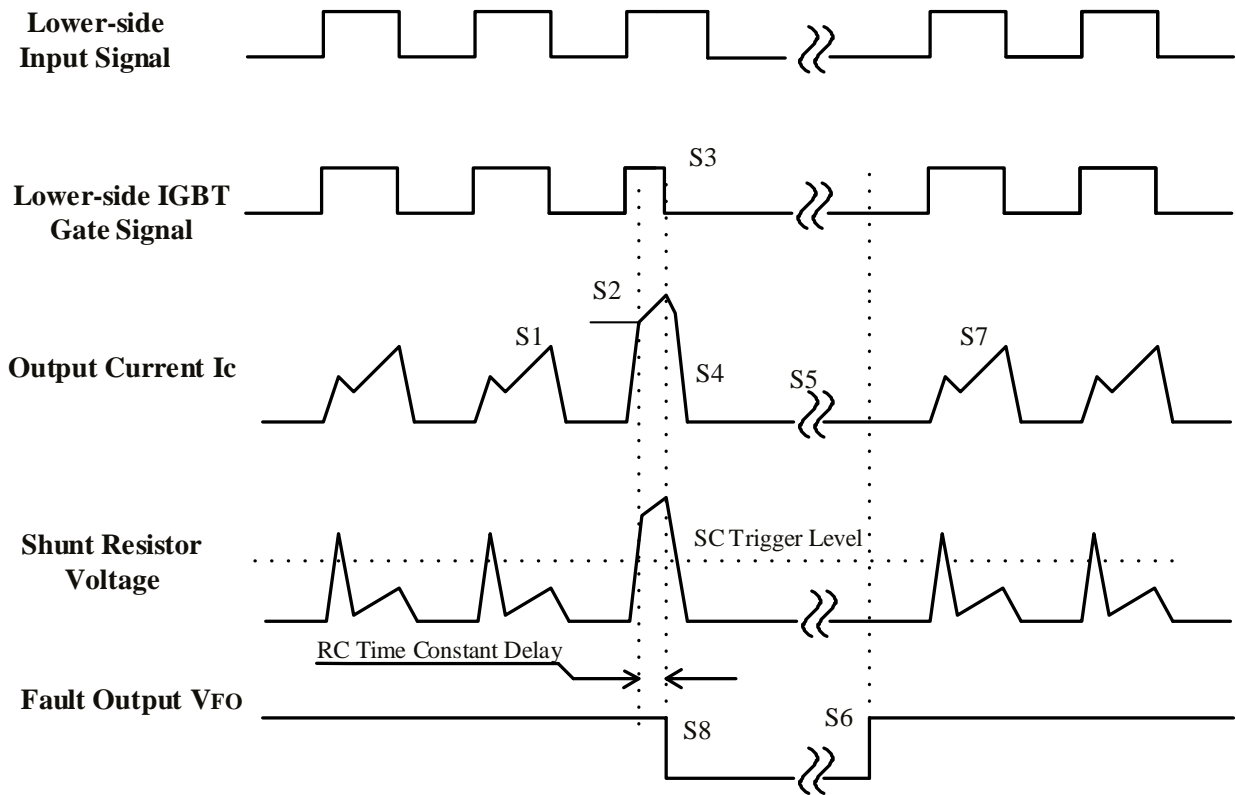 Lower-side
Input Signal
Lower-side IGBT
Gate Signal
S3
Output Current Ic
S1
S2
S4
S5
S7
Shunt Resistor
Voltage
SC Trigger Level
RC Time Constant Delay
Fault Output VFO
S8
S6